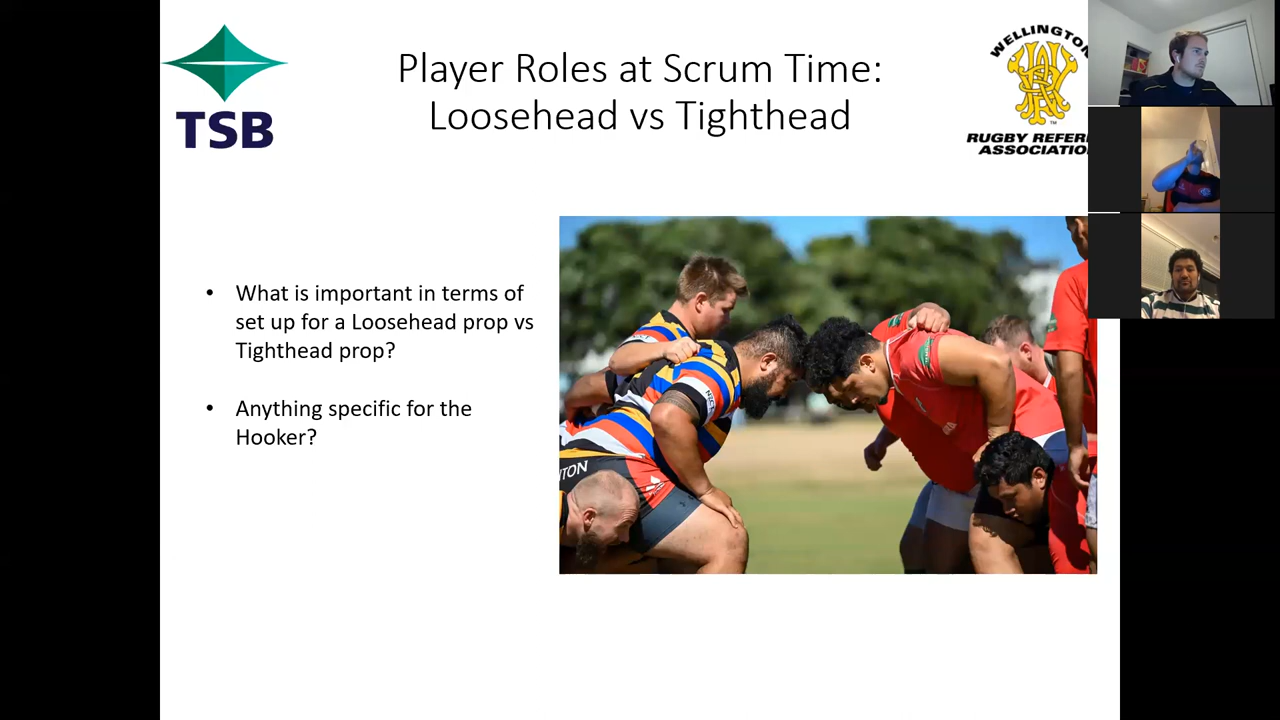 Player Roles at Scrum Time:
Loosehead vs Tighthead
TSB
WELLINGTON
RUGBY REFER
ASSOCIATIO
TM
• What is important in terms of
set up for a Loosehead prop vs
Tighthead prop?
• Anything specific for the
Hooker?